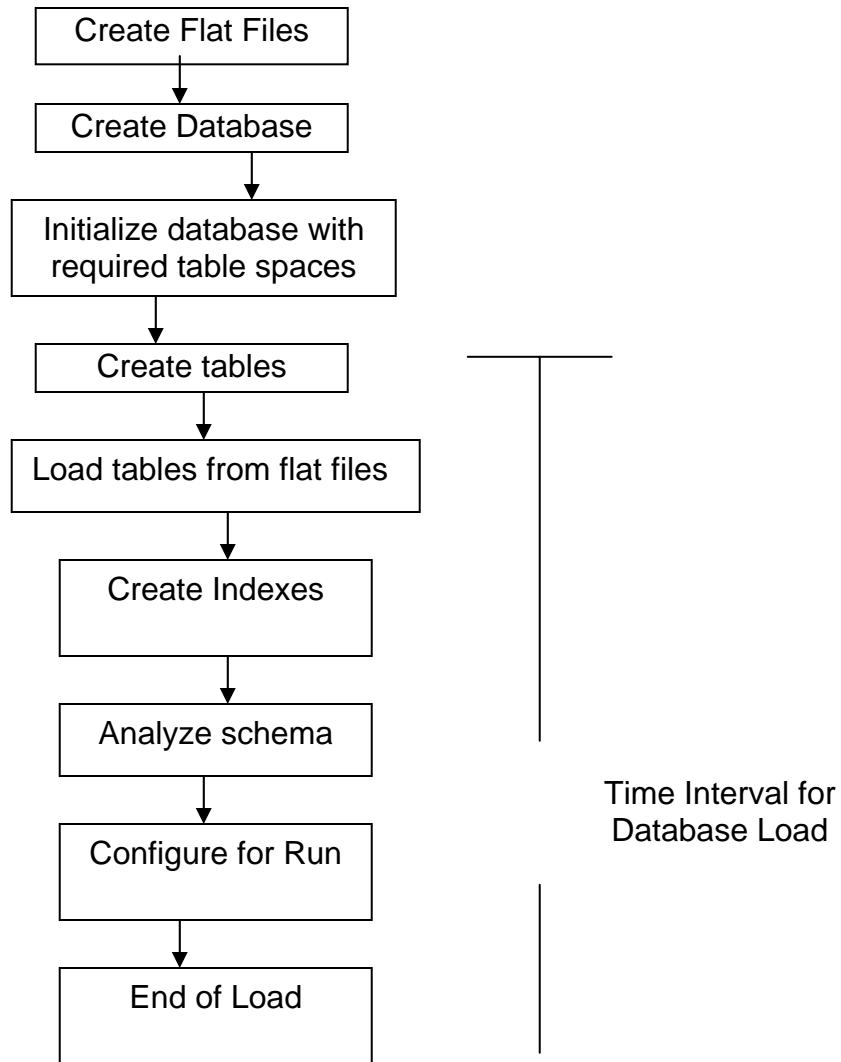 Create Flat Files
Create Database
Initialize database with
required table spaces
Create tables
Load tables from flat files
Create Indexes
Analyze schema
Configure for Run
End of Load
Time Interval for
Database Load